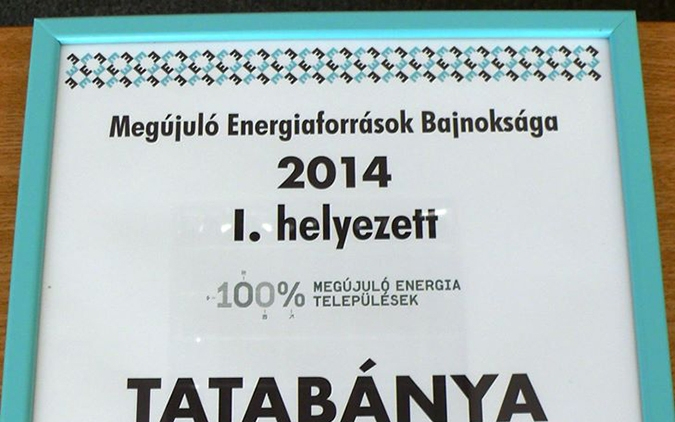 Megújuló Energiaforrások Bajnoksága
2014
I. helyezett
100% MEGÚJULÓ ENERGIA
TELEPÜLÉSEK
TATABÁNYA